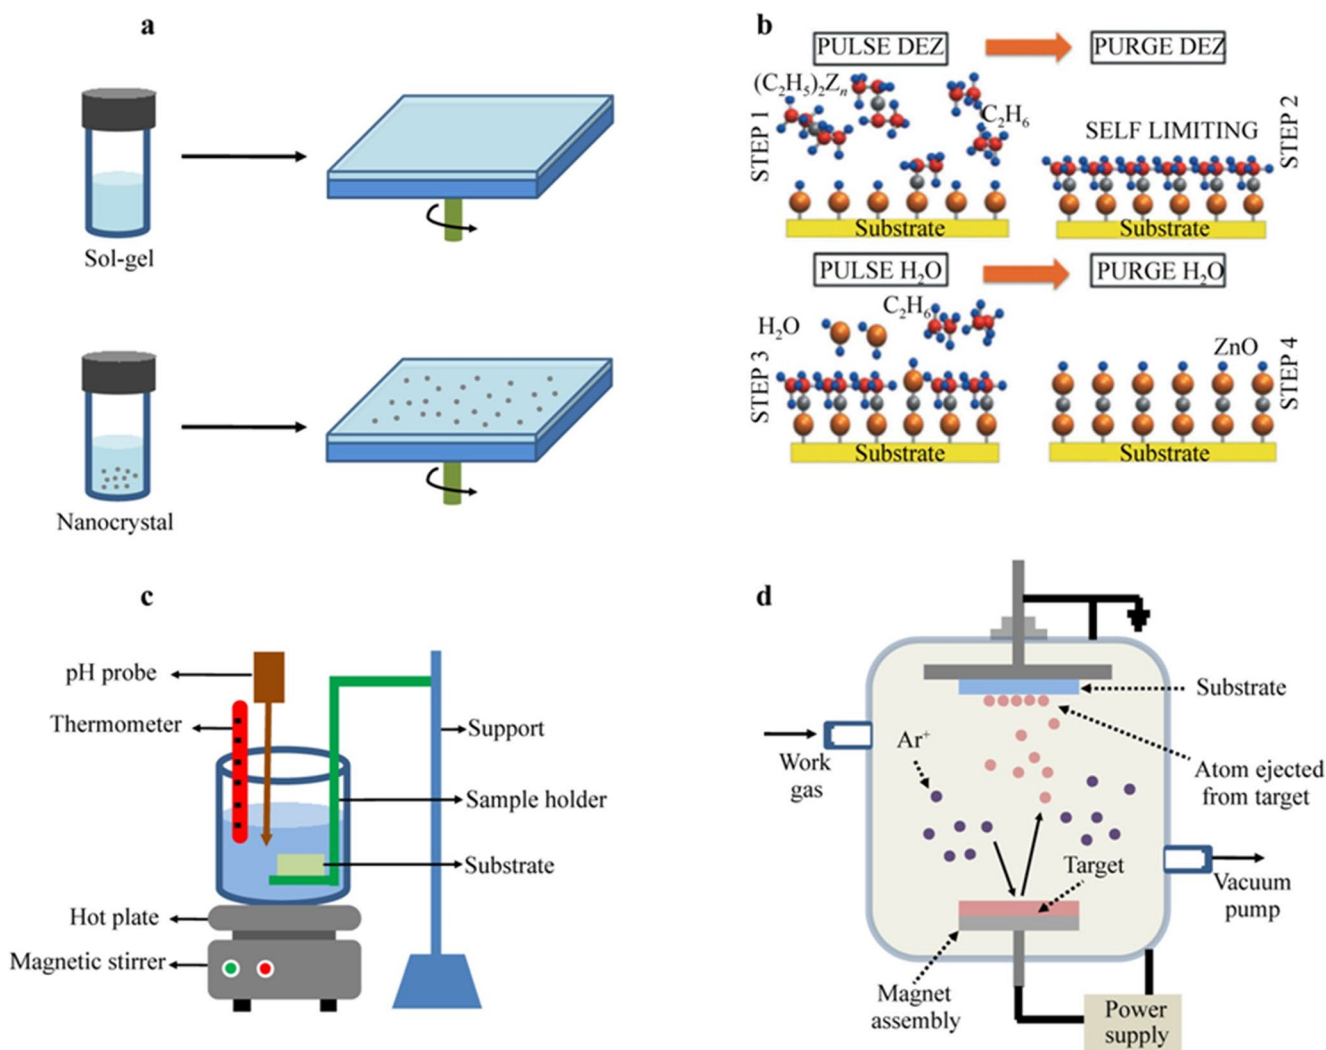 a
Sol-gel
Nanocrystal
b
PULSE DEZ
PURGE DEZ
(C₂H₅)₂Zₙ
C₂H₆
STEP 1
SELF LIMITING
STEP 2
Substrate
Substrate
PULSE H₂O
PURGE H₂O
C₂H₆
H₂O
STEP 3
ZnO
STEP 4
Substrate
Substrate
c
pH probe
Thermometer
Support
Sample holder
Substrate
Hot plate
Magnetic stirrer
d
Substrate
Ar⁺
Work
gas
Atom ejected
from target
Target
Vacuum
pump
Magnet
assembly
Power
supply